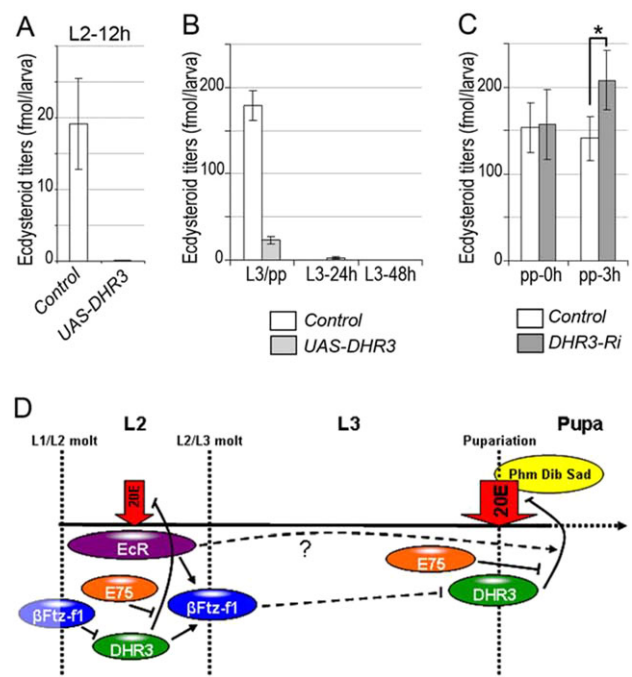 A
L2-12h
Ecdysteroid titers (fmol/larva)
30
20
10
0
Control
UAS-DHR3
B
Ecdysteroid titers (fmol/larva)
200
100
0
L3/pp L3-24h L3-48h
Control
UAS-DHR3
C
*
Ecdysteroid titers (fmol/larva)
200
100
0
pp-0h pp-3h
Control
DHR3-Ri
D
L2 L3 Pupa
L1/L2 molt L2/L3 molt Pupariation
Phm Dib Sad
20E 20E
EcR
?
E75 E75
βFtz-f1 βFtz-f1
DHR3 DHR3